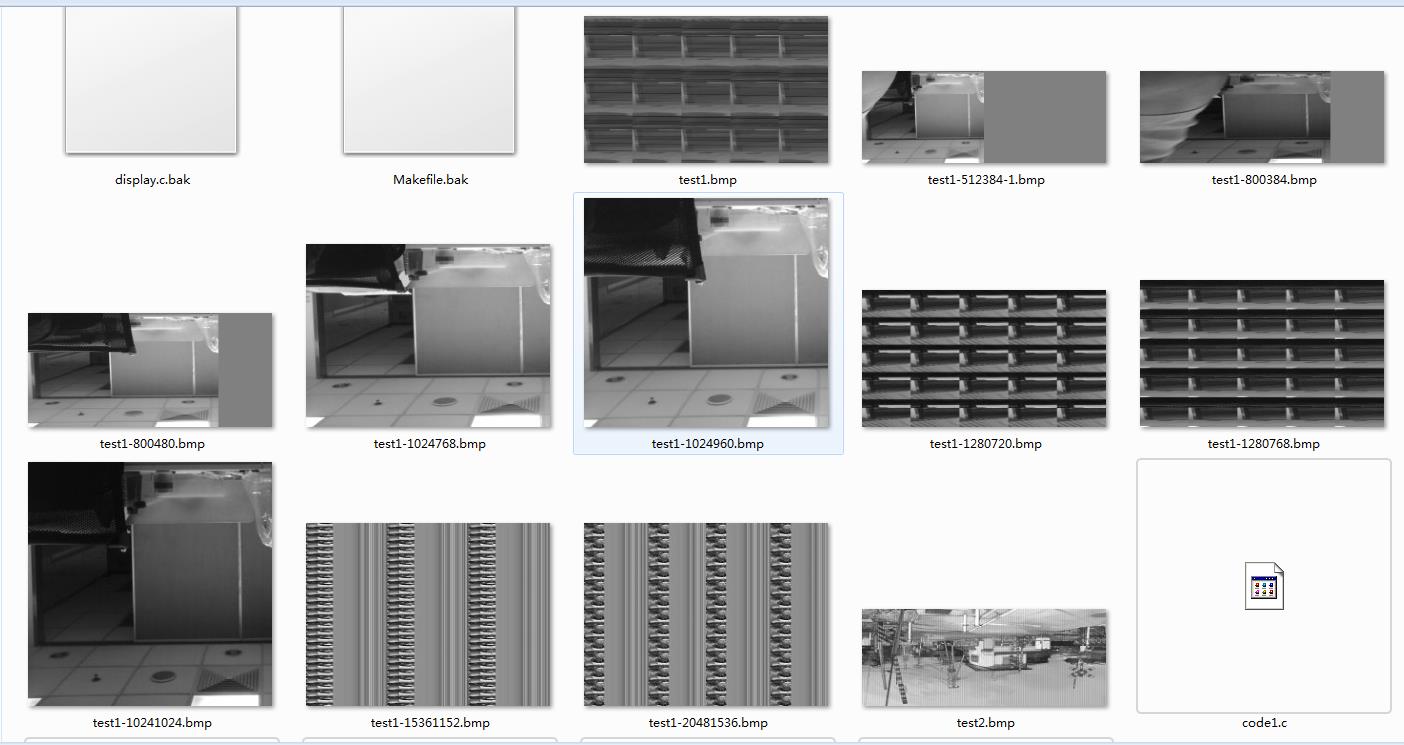 display.c.bak
Makefile.bak
test1.bmp
test1-512384-1.bmp
test1-800384.bmp
test1-800480.bmp
test1-1024768.bmp
test1-1024960.bmp
test1-1280720.bmp
test1-1280768.bmp
test1-10241024.bmp
test1-15361152.bmp
test1-20481536.bmp
test2.bmp
code1.c